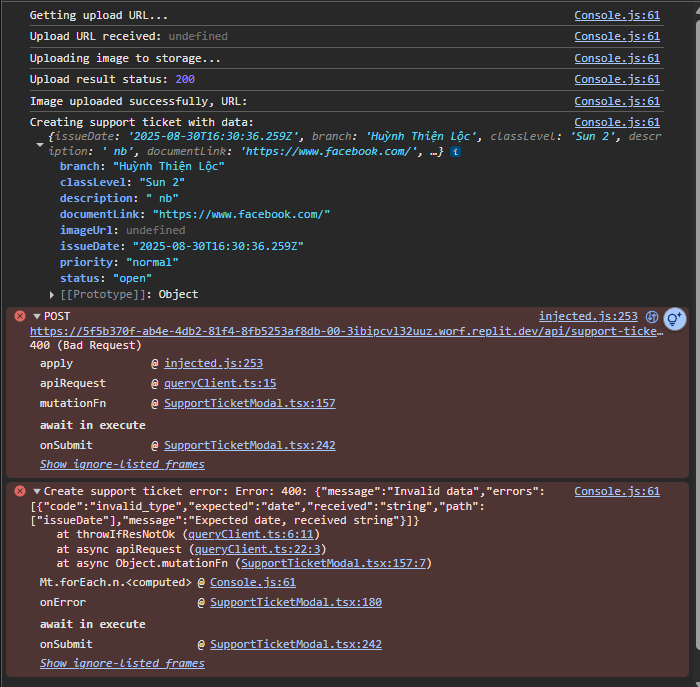 Getting upload URL... Console.js:61
Upload URL received: undefined Console.js:61
Uploading image to storage... Console.js:61
Upload result status: 200 Console.js:61
Image uploaded successfully, URL: Console.js:61
Creating support ticket with data: Console.js:61
{issueDate: '2025-08-30T16:30:36.259Z', branch: 'Huỳnh Thiện Lộc', classLevel: 'Sun 2', descr
iption: ' nb', documentLink: 'https://www.facebook.com/', …} i
branch: "Huỳnh Thiện Lộc"
classLevel: "Sun 2"
description: " nb"
documentLink: "https://www.facebook.com/"
imageUrl: undefined
issueDate: "2025-08-30T16:30:36.259Z"
priority: "normal"
status: "open"
[[Prototype]]: Object
POST injected.js:253
https://5f5b370f-ab4e-4db2-81f4-8fb5253af8db-00-3ibipcvl32uuz.worf.replit.dev/api/support-ticke…
400 (Bad Request)
apply @ injected.js:253
apiRequest @ queryClient.ts:15
mutationFn @ SupportTicketModal.tsx:157
await in execute
onSubmit @ SupportTicketModal.tsx:242
Show ignore-listed frames
Create support ticket error: Error: 400: {"message":"Invalid data","errors": Console.js:61
[{"code":"invalid_type","expected":"date","received":"string","path":
["issueDate"],"message":"Expected date, received string"}]}
at throwIfResNotOk (queryClient.ts:6:11)
at async apiRequest (queryClient.ts:22:3)
at async Object.mutationFn (SupportTicketModal.tsx:157:7)
Mt.forEach.n.<computed> @ Console.js:61
onError @ SupportTicketModal.tsx:180
await in execute
onSubmit @ SupportTicketModal.tsx:242
Show ignore-listed frames